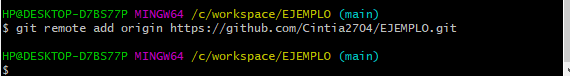 HP@DESKTOP-D7BS77P MINGW64 /c/workspace/EJEMPLO (main)
$ git remote add origin https://github.com/Cintia2704/EJEMPLO.git
HP@DESKTOP-D7BS77P MINGW64 /c/workspace/EJEMPLO (main)
$